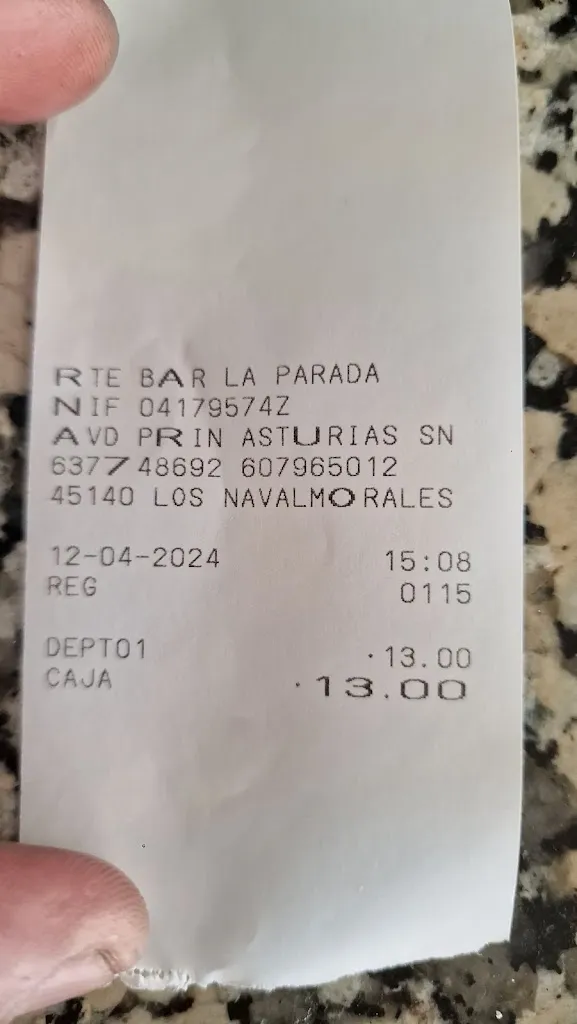 RTE BAR LA PARADA
NIF 04179574Z
AVD PRIN ASTURIAS SN
637748692 607965012
45140 LOS NAVALMORALES
12-04-2024 15:08
REG 0115
DEPT01 ·13.00
CAJA ·13.00